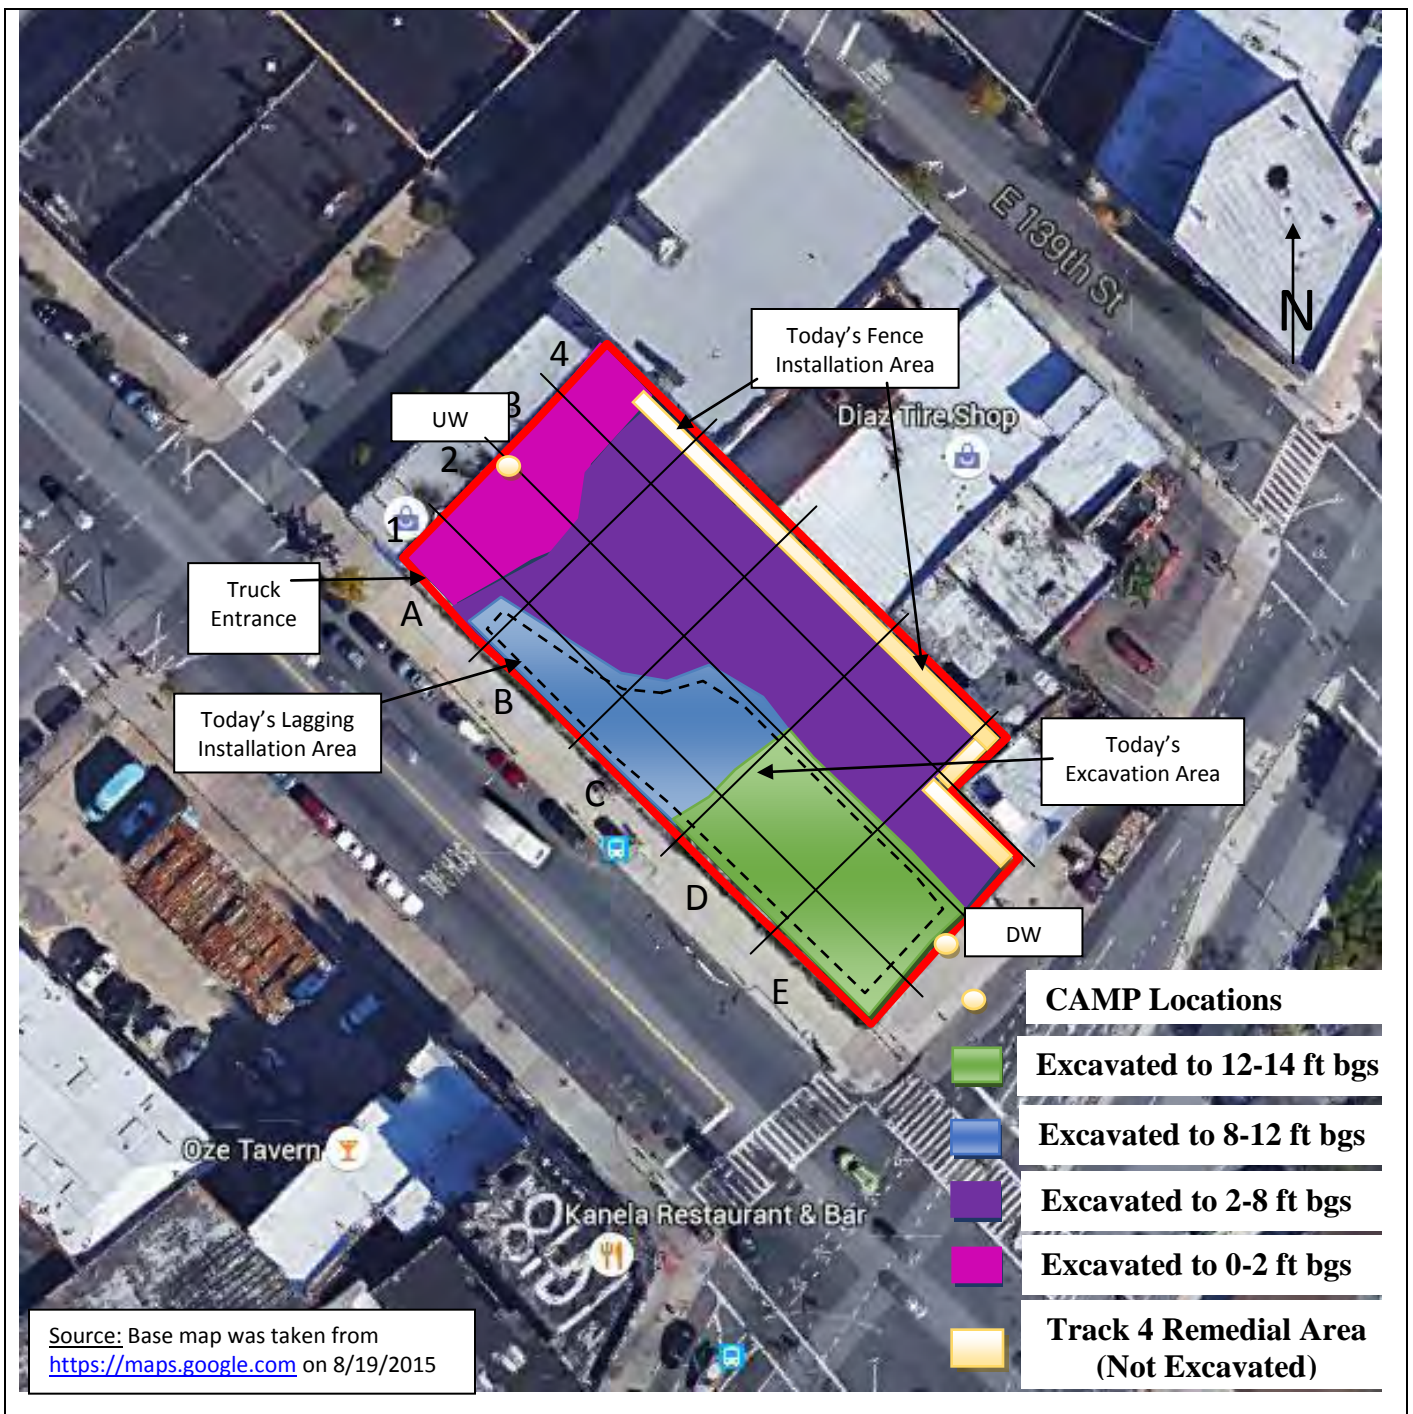 E 139th St
N
Today's Fence
Installation Area
Diaz Tire Shop
4
3
UW
2
1
Truck
Entrance
A
Today's Lagging
Installation Area
B
Today's
Excavation Area
C
D
DW
E
CAMP Locations
Excavated to 12-14 ft bgs
Excavated to 8-12 ft bgs
Excavated to 2-8 ft bgs
Excavated to 0-2 ft bgs
Track 4 Remedial Area
(Not Excavated)
Oze Tavern
Kanela Restaurant & Bar
Source: Base map was taken from
https://maps.google.com on 8/19/2015